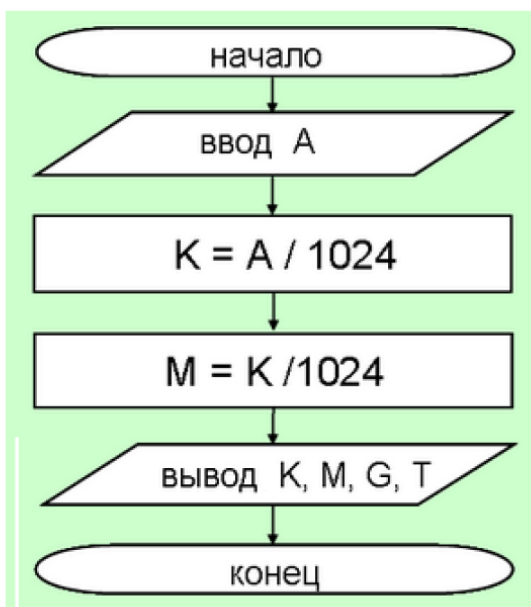 начало
ввод A
K = A / 1024
M = K /1024
вывод K, M, G, T
конец